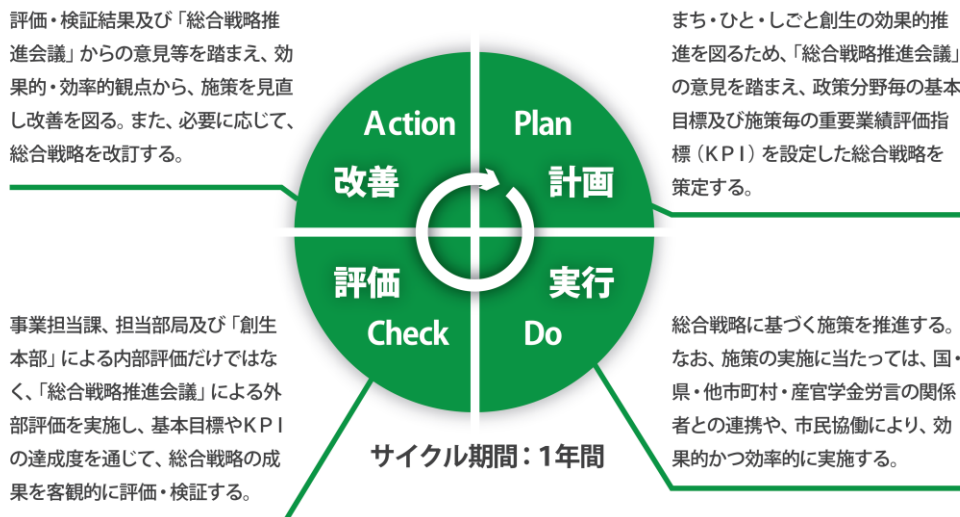 評価・検証結果及び「総合戦略推
進会議」からの意見等を踏まえ、効
果的・効率的観点から、施策を見直
し改善を図る。また、必要に応じて、
総合戦略を改訂する。
まち・ひと・しごと創生の効果的推
進を図るため、「総合戦略推進会議」
の意見を踏まえ、政策分野毎の基本
目標及び施策毎の重要業績評価指
標（KPI）を設定した総合戦略を
策定する。
Action
改善
Plan
計画
評価
Check
実行
Do
事業担当課、担当部局及び「創生
本部」による内部評価だけではな
く、「総合戦略推進会議」による外
部評価を実施し、基本目標やKPI
の達成度を通じて、総合戦略の成
果を客観的に評価・検証する。
総合戦略に基づく施策を推進する。
なお、施策の実施に当たっては、国・
県・他市町村・産官学金労言の関係
者との連携や、市民協働により、効
果的かつ効率的に実施する。
サイクル期間：1年間